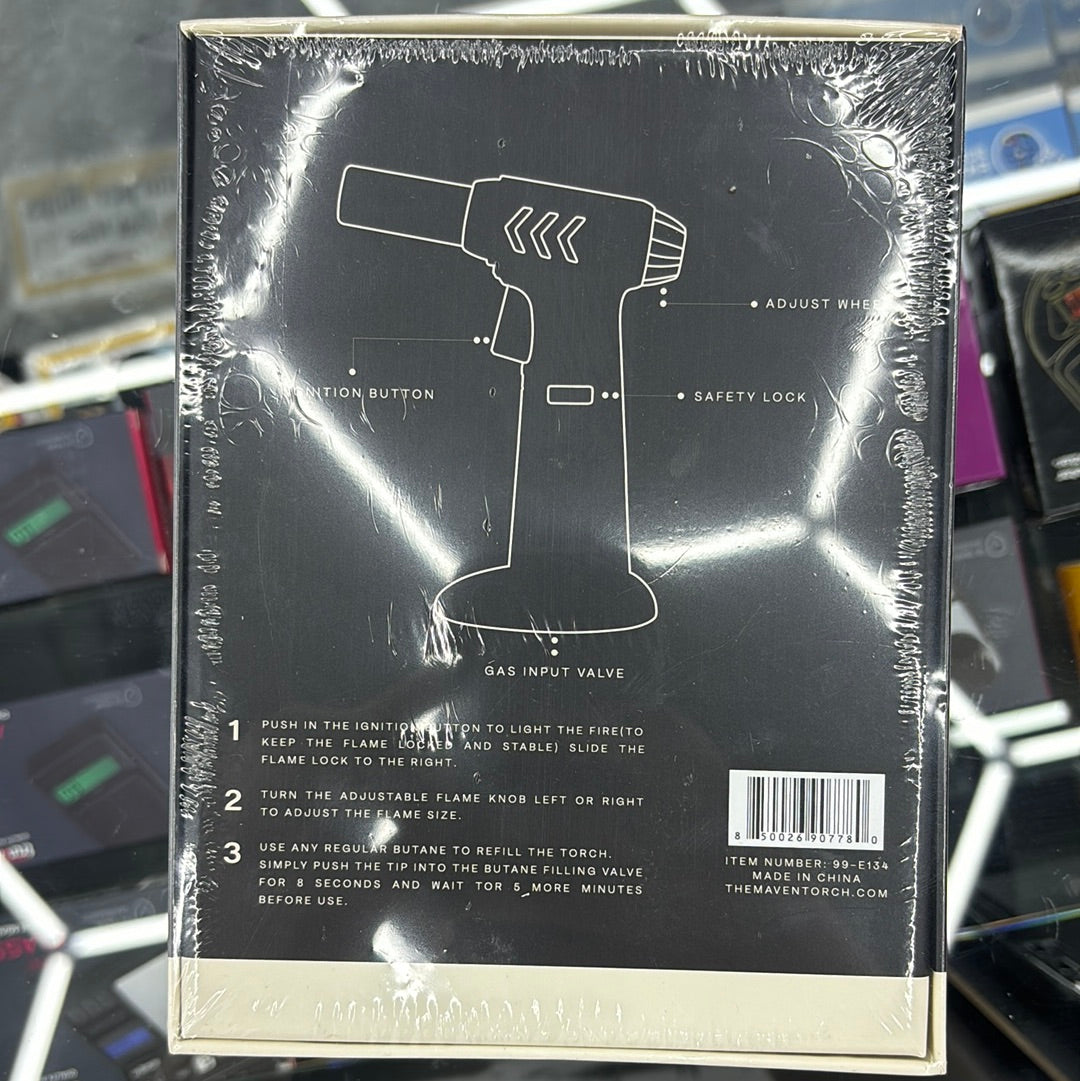 ADJUST WHEE
IGNITION BUTTON
SAFETY LOCK
GAS INPUT VALVE
1 PUSH IN THE IGNITION BUTTON TO LIGHT THE FIRE(TO
KEEP THE FLAME LOCKED AND STABLE) SLIDE THE
FLAME LOCK TO THE RIGHT.
2 TURN THE ADJUSTABLE FLAME KNOB LEFT OR RIGHT
TO ADJUST THE FLAME SIZE.
3 USE ANY REGULAR BUTANE TO REFILL THE TORCH.
SIMPLY PUSH THE TIP INTO THE BUTANE FILLING VALVE
FOR 8 SECONDS AND WAIT TOR 5 MORE MINUTES
BEFORE USE.
8 50026 90778 0
ITEM NUMBER: 99-E134
MADE IN CHINA
THEMAVENTORCH.COM